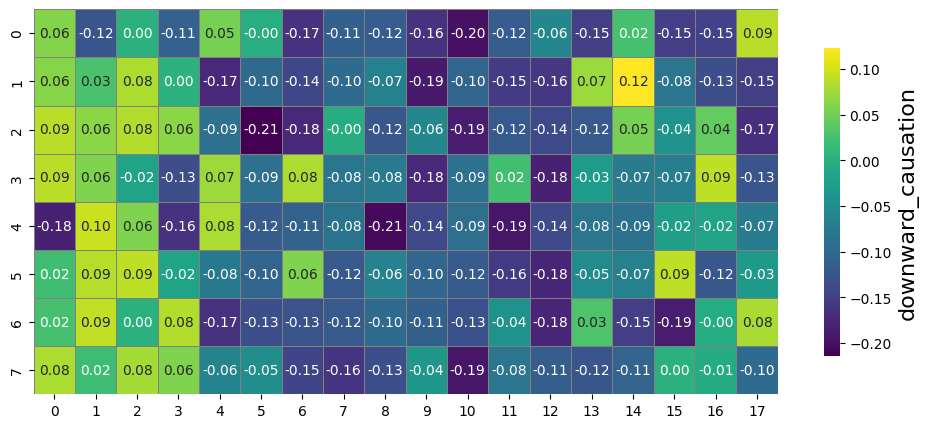 0 0.06 -0.12 0.00 -0.11 0.05 -0.00 -0.17 -0.11 -0.12 -0.16 -0.20 -0.12 -0.06 -0.15 0.02 -0.15 -0.15 0.09
1 0.06 0.03 0.08 0.00 -0.17 -0.10 -0.14 -0.10 -0.07 -0.19 -0.10 -0.15 -0.16 0.07 0.12 -0.08 -0.13 -0.15
2 0.09 0.06 0.08 0.06 -0.09 -0.21 -0.18 -0.00 -0.12 -0.06 -0.19 -0.12 -0.14 -0.12 0.05 -0.04 0.04 -0.17
3 0.09 0.06 -0.02 -0.13 0.07 -0.09 0.08 -0.08 -0.08 -0.18 -0.09 0.02 -0.18 -0.03 -0.07 -0.07 0.09 -0.13
4 -0.18 0.10 0.06 -0.16 0.08 -0.12 -0.11 -0.08 -0.21 -0.14 -0.09 -0.19 -0.14 -0.08 -0.09 -0.02 -0.02 -0.07
5 0.02 0.09 0.09 -0.02 -0.08 -0.10 0.06 -0.12 -0.06 -0.10 -0.12 -0.16 -0.18 -0.05 -0.07 0.09 -0.12 -0.03
6 0.02 0.09 0.00 0.08 -0.17 -0.13 -0.13 -0.12 -0.10 -0.11 -0.13 -0.04 -0.18 0.03 -0.15 -0.19 -0.00 0.08
7 0.08 0.02 0.08 0.06 -0.06 -0.05 -0.15 -0.16 -0.13 -0.04 -0.19 -0.08 -0.11 -0.12 -0.11 0.00 -0.01 -0.10
0 1 2 3 4 5 6 7 8 9 10 11 12 13 14 15 16 17
0.10
0.05
0.00
−0.05
−0.10
−0.15
−0.20
downward_causation